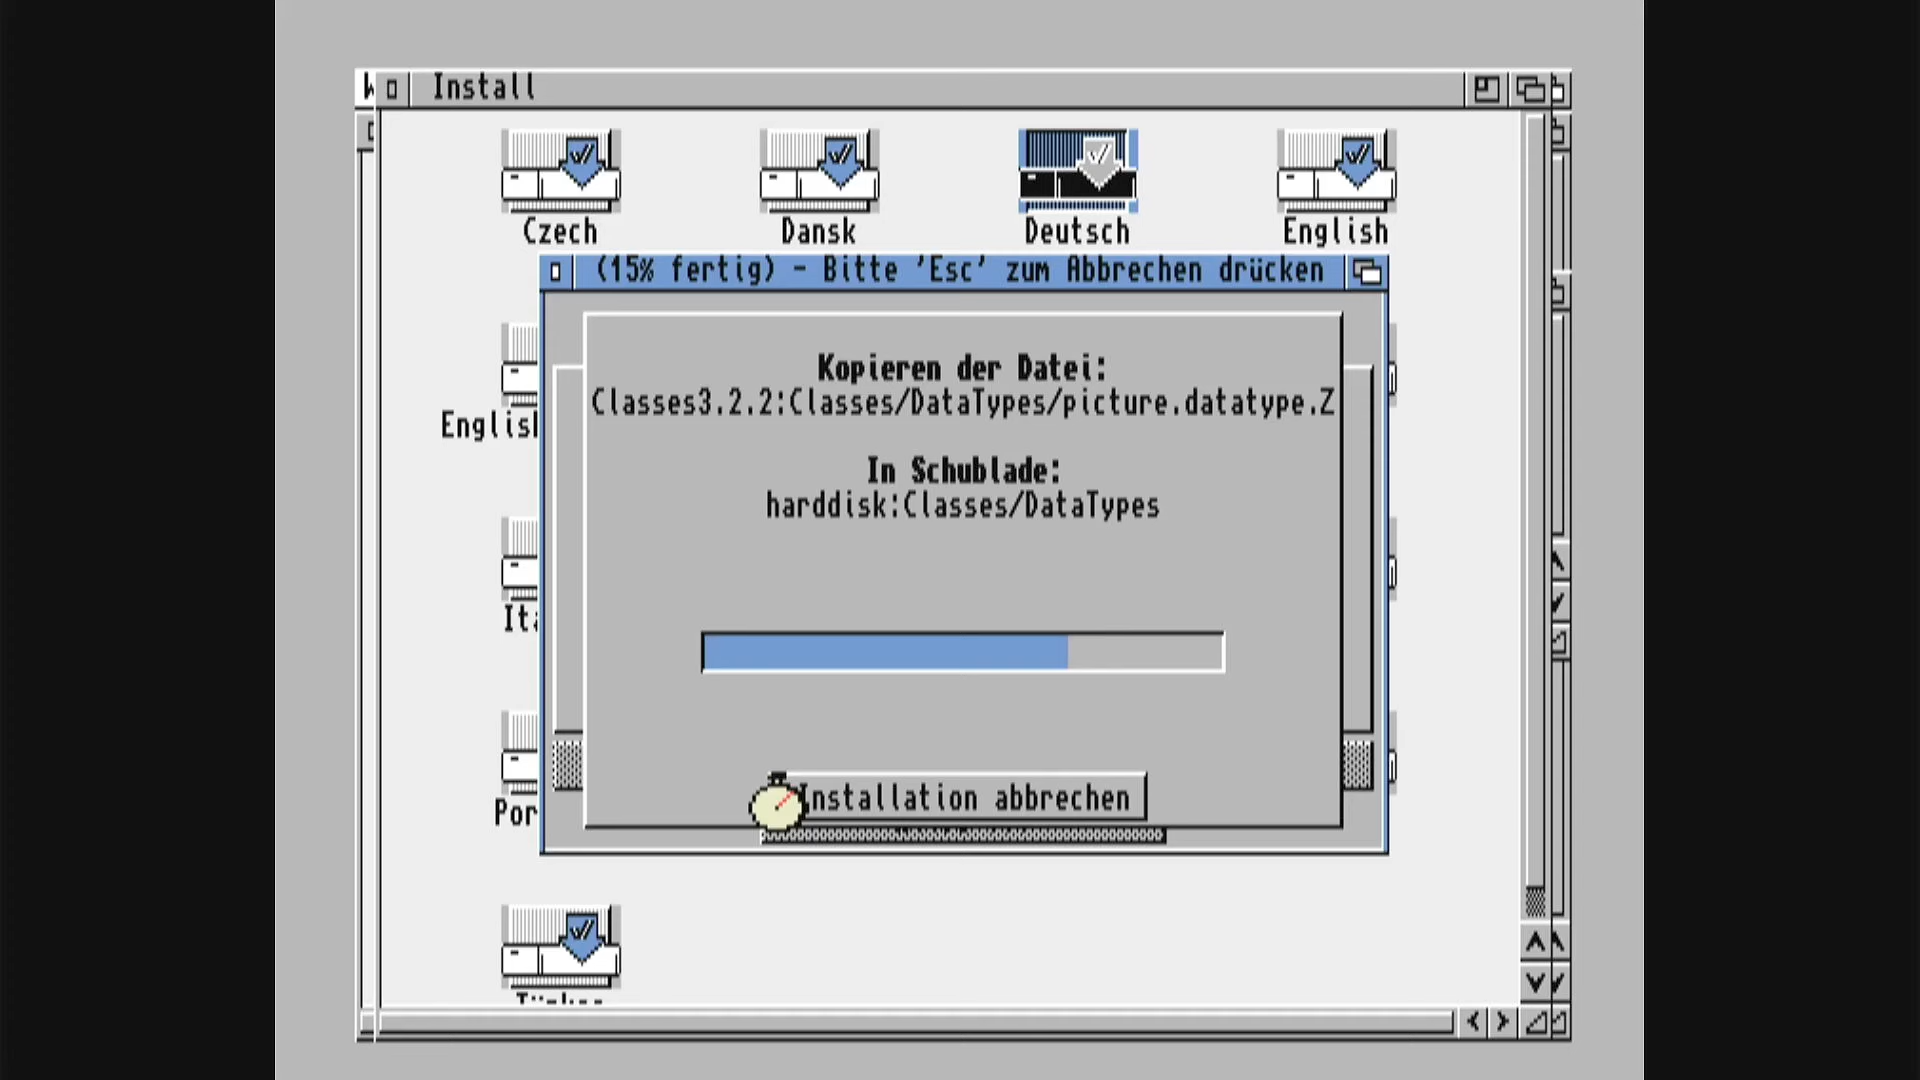 Install
Czech
Dansk
Deutsch
English
(15% fertig) - Bitte 'Esc' zum Abbrechen drücken
Kopieren der Datei:
Classes3.2.2:Classes/DataTypes/picture.datatype.Z
In Schublade:
harddisk:Classes/DataTypes
Installation abbrechen